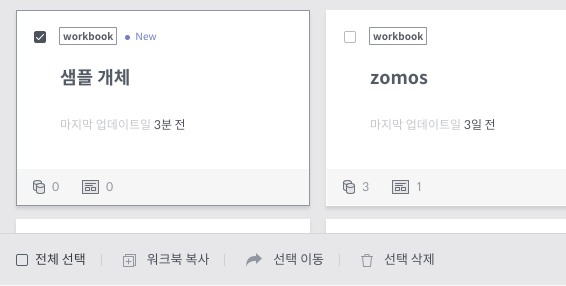 workbook New
샘플 개체
마지막 업데이트일 3분 전
0 0
workbook
zomos
마지막 업데이트일 3일 전
3 1
전체 선택 워크북 복사 선택 이동 선택 삭제